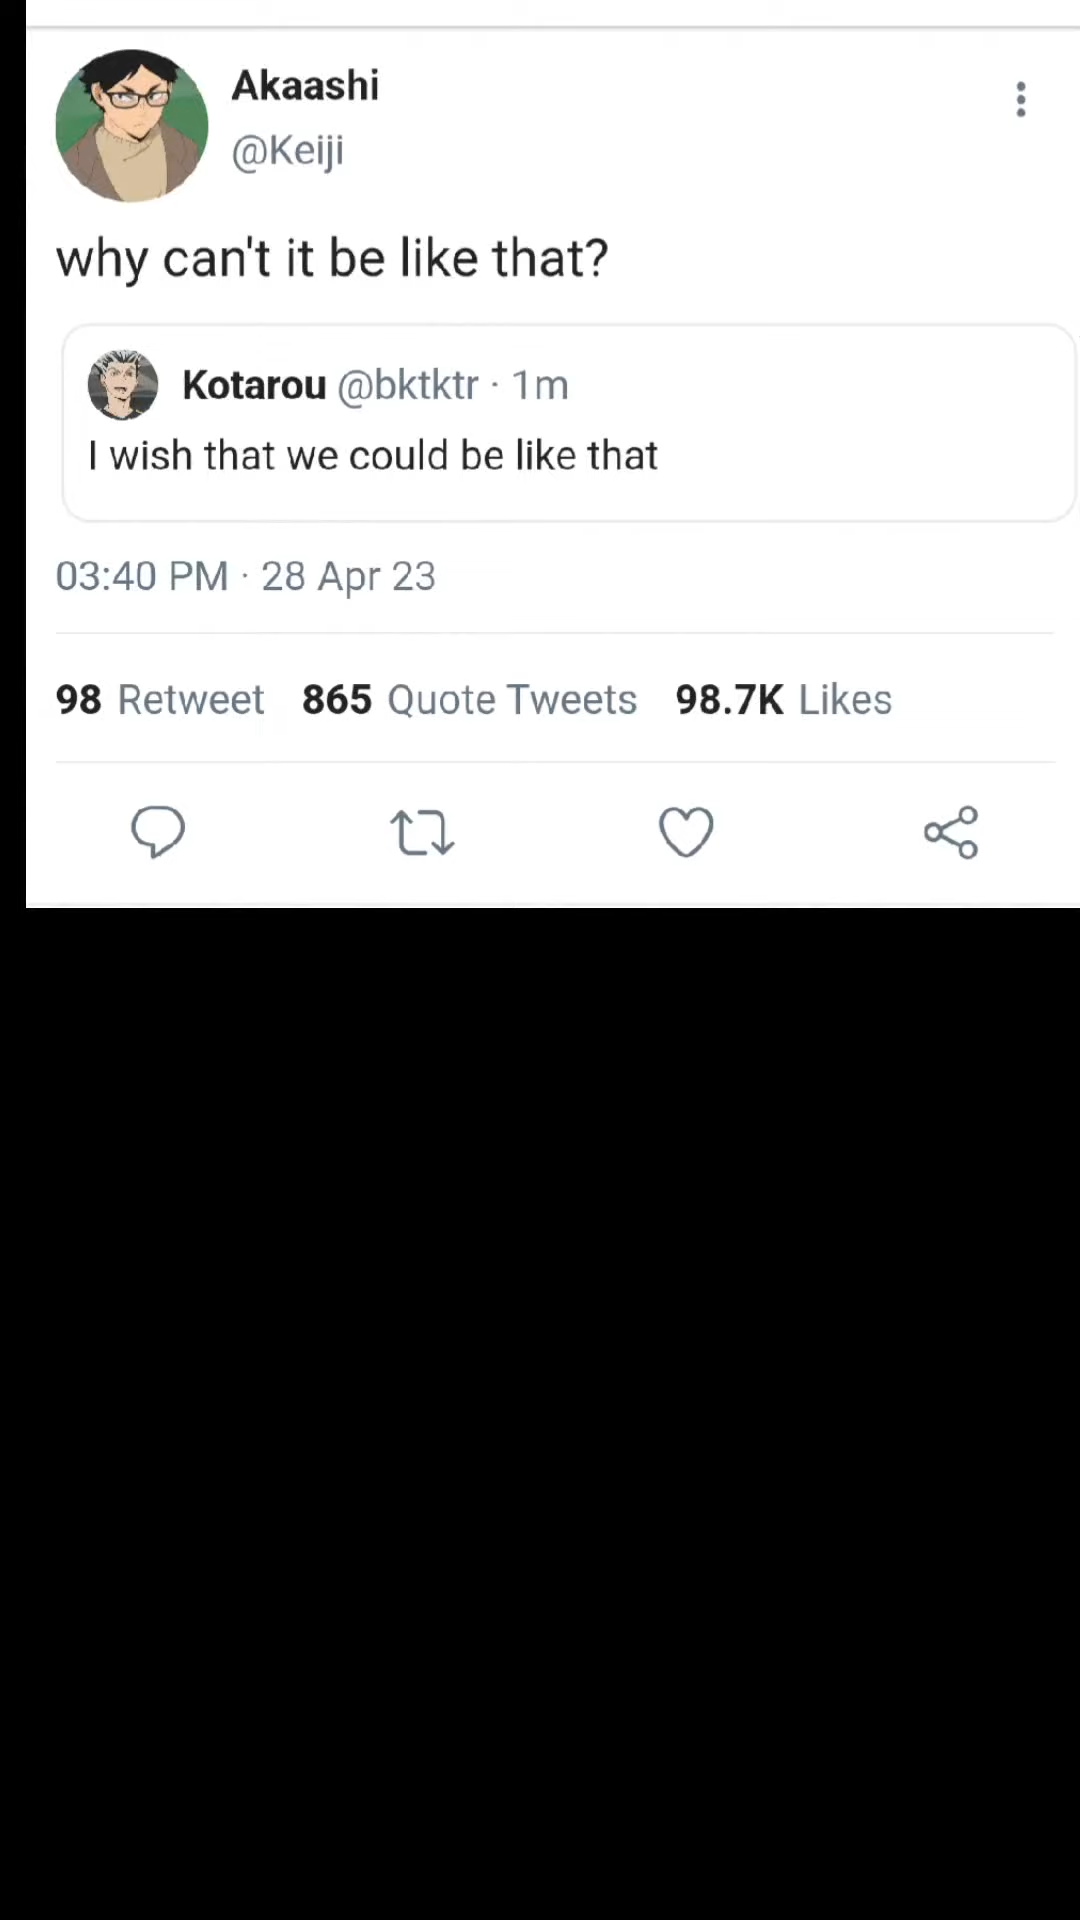 Akaashi
@Keiji
why can't it be like that?
Kotarou @bktktr · 1m
I wish that we could be like that
03:40 PM · 28 Apr 23
98 Retweet 865 Quote Tweets 98.7K Likes